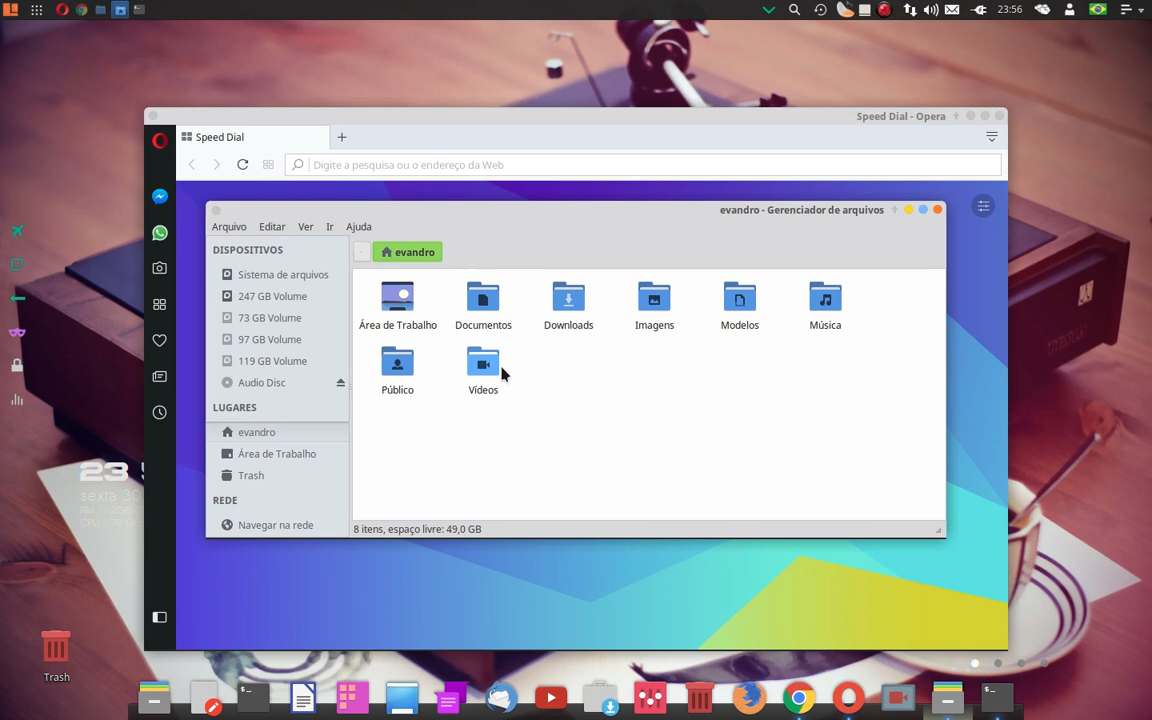 23:56
Speed Dial - Opera
Speed Dial
Digite a pesquisa ou o endereço da Web
evandro - Gerenciador de arquivos
Arquivo Editar Ver Ir Ajuda
DISPOSITIVOS
evandro
Sistema de arquivos
247 GB Volume
73 GB Volume
97 GB Volume
119 GB Volume
Audio Disc
LUGARES
evandro
Área de Trabalho
Trash
REDE
Navegar na rede
Área de Trabalho Documentos Downloads Imagens Modelos Música
Público Vídeos
8 itens, espaço livre: 49,0 GB
23
sexta 30
Trash